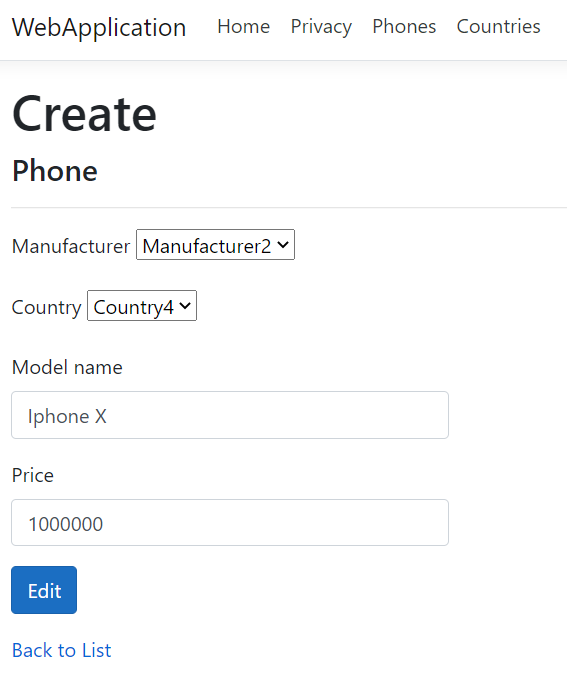 WebApplication Home Privacy Phones Countries
Create
Phone
Manufacturer Manufacturer2
Country Country4
Model name
Iphone X
Price
1000000
Edit
Back to List